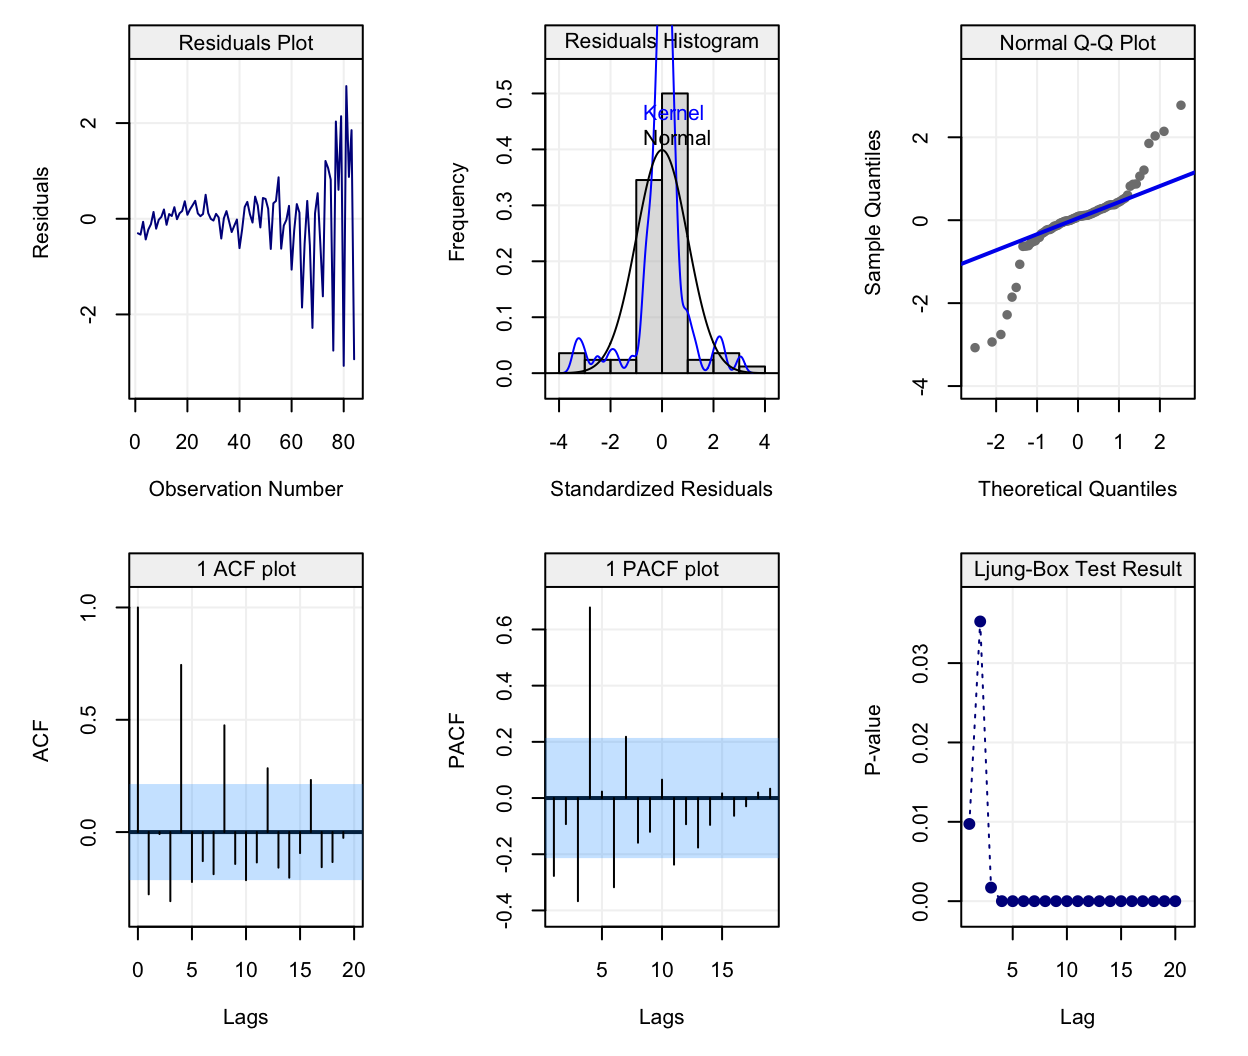 Residuals Plot
Residuals
2
0
-2
0 20 40 60 80
Observation Number
Residuals Histogram
Kernel
Normal
Frequency
0.5
0.4
0.3
0.2
0.1
0.0
-4 -2 0 2 4
Standardized Residuals
Normal Q-Q Plot
Sample Quantiles
2
0
-2
-4
-2 -1 0 1 2
Theoretical Quantiles
1 ACF plot
ACF
1.0
0.5
0.0
0 5 10 15 20
Lags
1 PACF plot
PACF
0.6
0.4
0.2
0.0
-0.2
-0.4
5 10 15
Lags
Ljung-Box Test Result
P-value
0.03
0.02
0.01
0.00
5 10 15 20
Lag